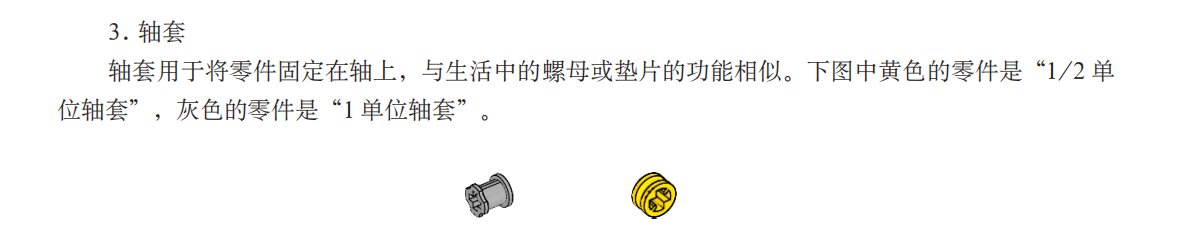 3. 轴套
轴套用于将零件固定在轴上，与生活中的螺母或垫片的功能相似。下图中黄色的零件是“1/2 单
位轴套”，灰色的零件是“1 单位轴套”。